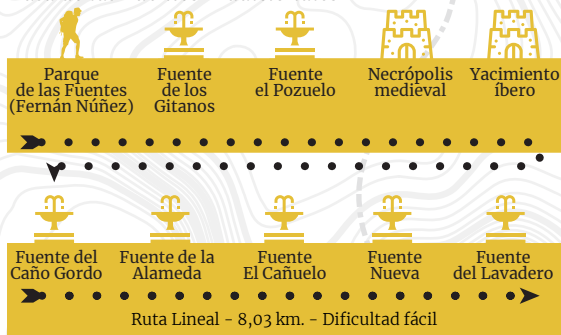 Parque
de las Fuentes
(Fernán Núñez)
Fuente
de los
Gitanos
Fuente
el Pozuelo
Necrópolis
medieval
Yacimiento
íbero
Fuente del
Caño Gordo
Fuente de la
Alameda
Fuente
El Cañuelo
Fuente
Nueva
Fuente
del Lavadero
Ruta Lineal - 8,03 km. - Dificultad fácil